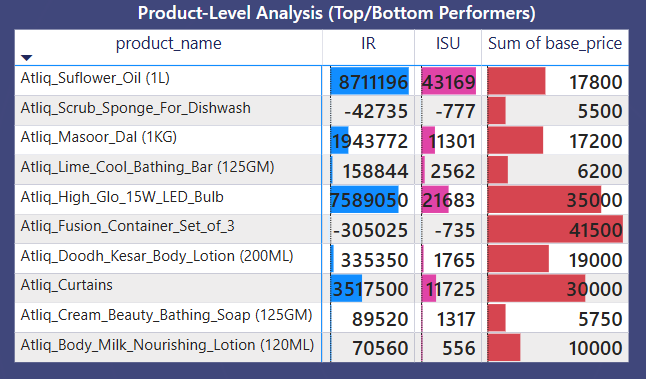 Product-Level Analysis (Top/Bottom Performers)
product_name IR ISU Sum of base_price
Atliq_Suflower_Oil (1L) 8711196 43169 17800
Atliq_Scrub_Sponge_For_Dishwash -42735 -777 5500
Atliq_Masoor_Dal (1KG) 1943772 11301 17200
Atliq_Lime_Cool_Bathing_Bar (125GM) 158844 2562 6200
Atliq_High_Glo_15W_LED_Bulb 7589050 21683 35000
Atliq_Fusion_Container_Set_of_3 -305025 -735 41500
Atliq_Doodh_Kesar_Body_Lotion (200ML) 335350 1765 19000
Atliq_Curtains 3517500 11725 30000
Atliq_Cream_Beauty_Bathing_Soap (125GM) 89520 1317 5750
Atliq_Body_Milk_Nourishing_Lotion (120ML) 70560 556 10000